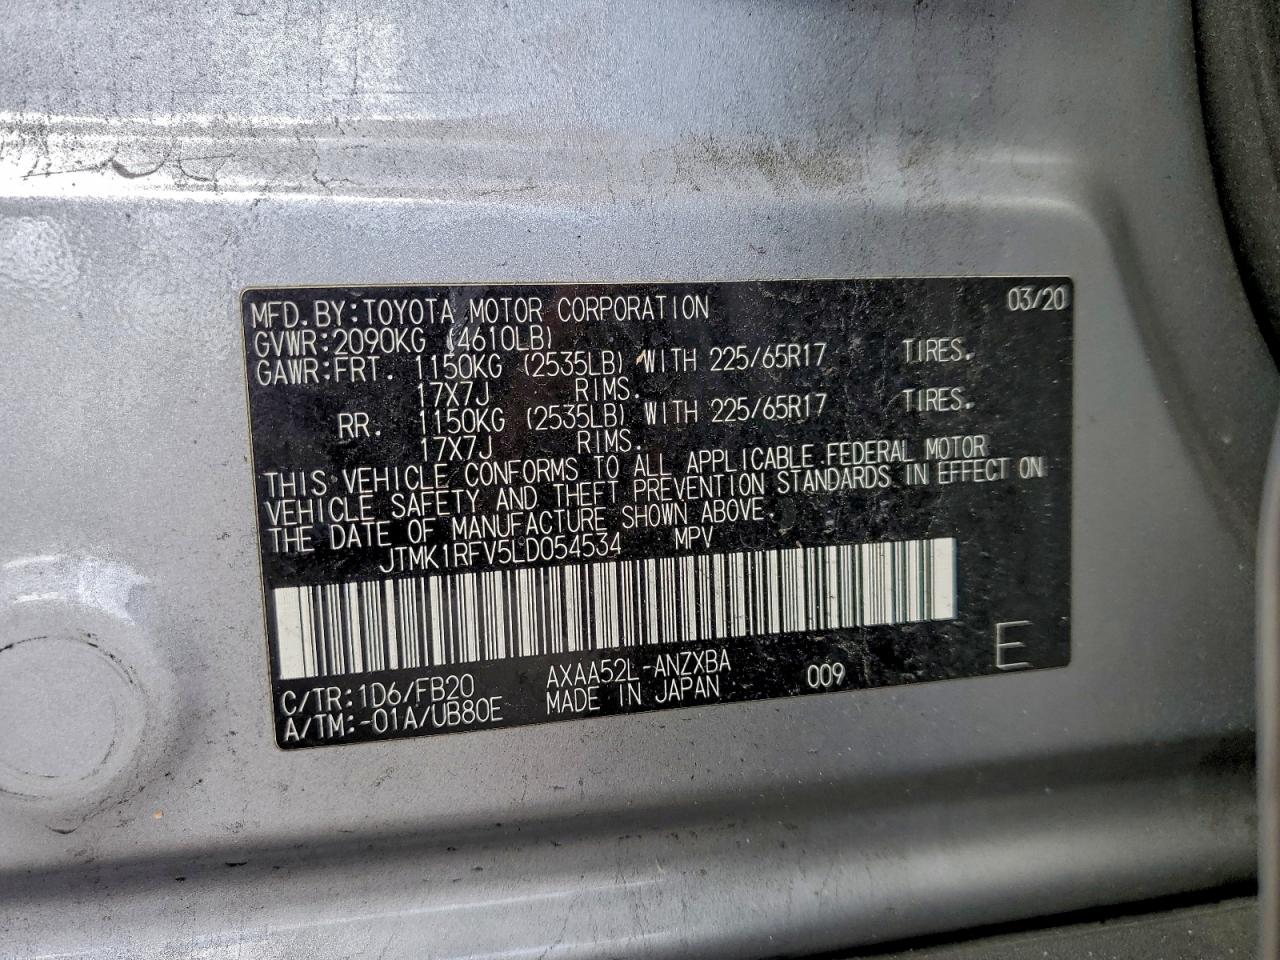 MFD. BY: TOYOTA MOTOR CORPORATION 03/20
GVWR: 2090KG (4610LB)
GAWR: FRT. 1150KG (2535LB) WITH 225/65R17 TIRES.
17X7J RIMS.
RR. 1150KG (2535LB) WITH 225/65R17 TIRES.
17X7J RIMS.
THIS VEHICLE CONFORMS TO ALL APPLICABLE FEDERAL MOTOR
VEHICLE SAFETY AND THEFT PREVENTION STANDARDS IN EFFECT ON
THE DATE OF MANUFACTURE SHOWN ABOVE.
JTMK1RFV5LD054534 MPV
C/TR: 1D6/FB20 AXAA52L-ANZXBA 009 E
A/TM: -01A/UB80E MADE IN JAPAN